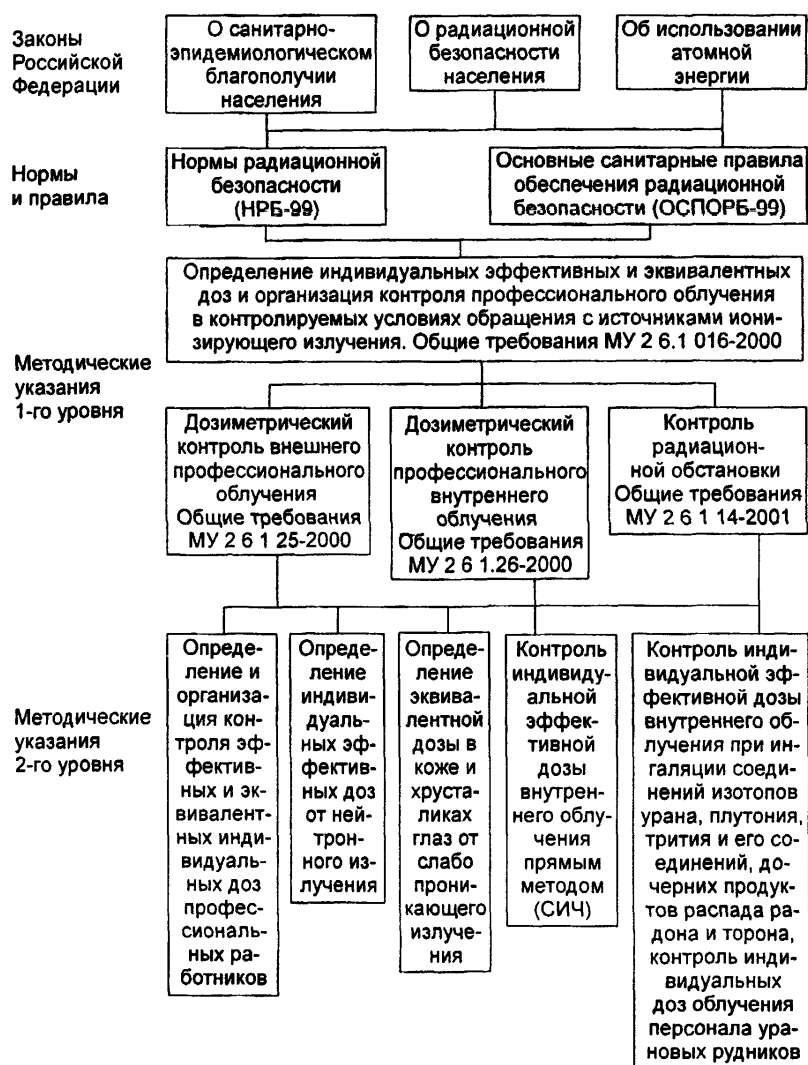 Законы
Российской
Федерации
О санитарно-
эпидемиологическом
благополучии
населения
О радиационной
безопасности
населения
Об использовании
атомной
энергии
Нормы
и правила
Нормы радиационной
безопасности
(НРБ-99)
Основные санитарные правила
обеспечения радиационной
безопасности (ОСПОРБ-99)
Определение индивидуальных эффективных и эквивалентных
доз и организация контроля профессионального облучения
в контролируемых условиях обращения с источниками иони-
зирующего излучения. Общие требования МУ 2 6.1 016-2000
Методические
указания
1-го уровня
Дозиметрический
контроль внешнего
профессионального
облучения
Общие требования
МУ 2 6 1 25-2000
Дозиметрический
контроль
профессионального
внутреннего
облучения
Общие требования
МУ 2 6 1.26-2000
Контроль
радиацион-
ной обстановки
Общие требования
МУ 2 6 1 14-2001
Методические
указания
2-го уровня
Опреде-
ление и
организа-
ция кон-
троля эф-
фектив-
ных и эк-
вивалент-
ных инди-
видуаль-
ных доз
профес-
сиональ-
ных ра-
ботников
Опреде-
ление
индиви-
дуаль-
ных эф-
фектив-
ных доз
от ней-
трон-
ного из-
лучения
Опреде-
ление
эквива-
лентной
дозы в
коже и
хруста-
ликах
глаз от
слабо
прони-
кающего
излуче-
ния
Контроль
индивиду-
альной
эффек-
тивной
дозы
внутрен-
него облу-
чения
прямым
методом
(СИЧ)
Контроль инди-
видуальной эф-
фективной дозы
внутреннего об-
лучения при ин-
галяции соеди-
нений изотопов
урана, плутония,
трития и его со-
единений, до-
черних продук-
тов распада ра-
дона и торона,
контроль инди-
видуальных
доз облучения
персонала ура-
новых рудников